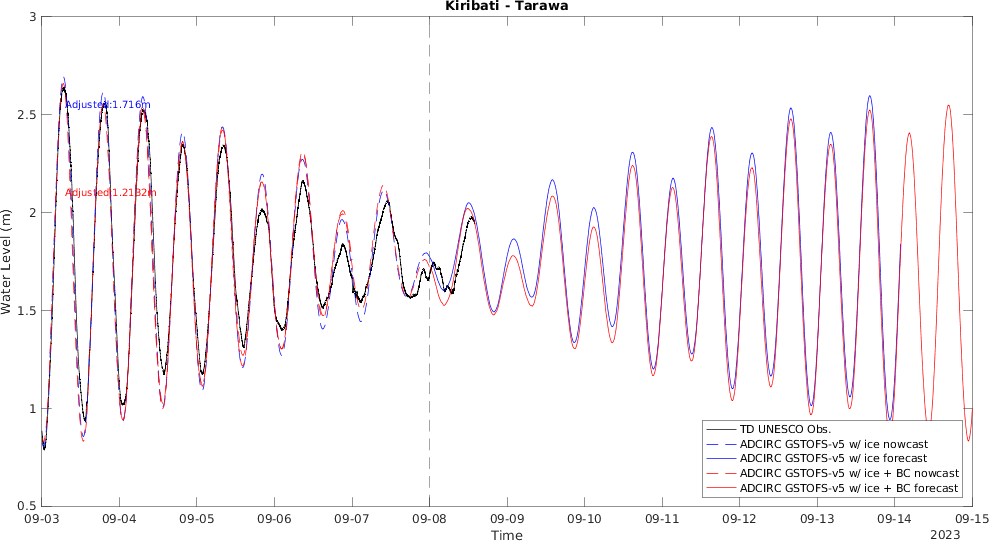 Kiribati - Tarawa
Water Level (m)
3
2.5
2
1.5
1
0.5
Adjusted:1.716m
Adjusted:1.2182m
TD UNESCO Obs.
ADCIRC GSTOFS-v5 w/ ice nowcast
ADCIRC GSTOFS-v5 w/ ice forecast
ADCIRC GSTOFS-v5 w/ ice + BC nowcast
ADCIRC GSTOFS-v5 w/ ice + BC forecast
09-03 09-04 09-05 09-06 09-07 09-08 09-09 09-10 09-11 09-12 09-13 09-14 09-15
Time
2023